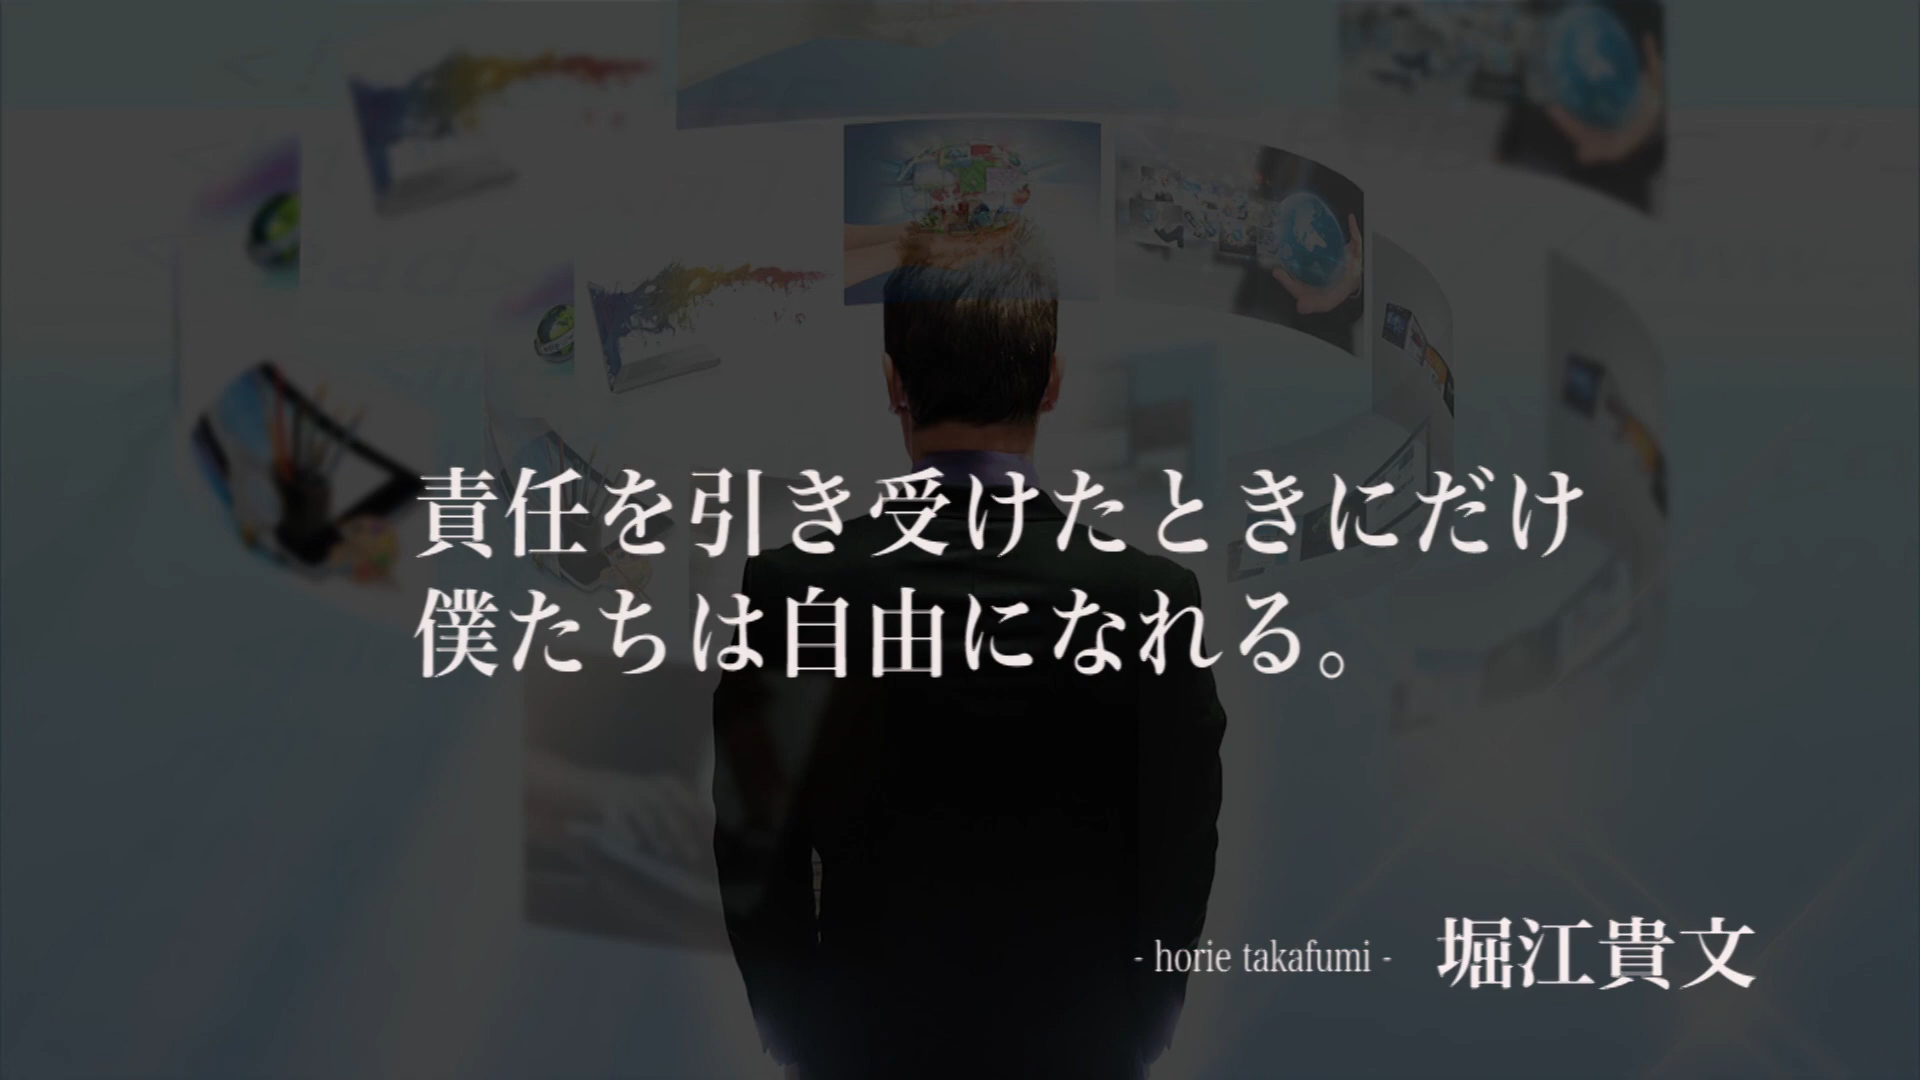 責任を引き受けたときにだけ
僕たちは自由になれる。
- horie takafumi - 堀江貴文